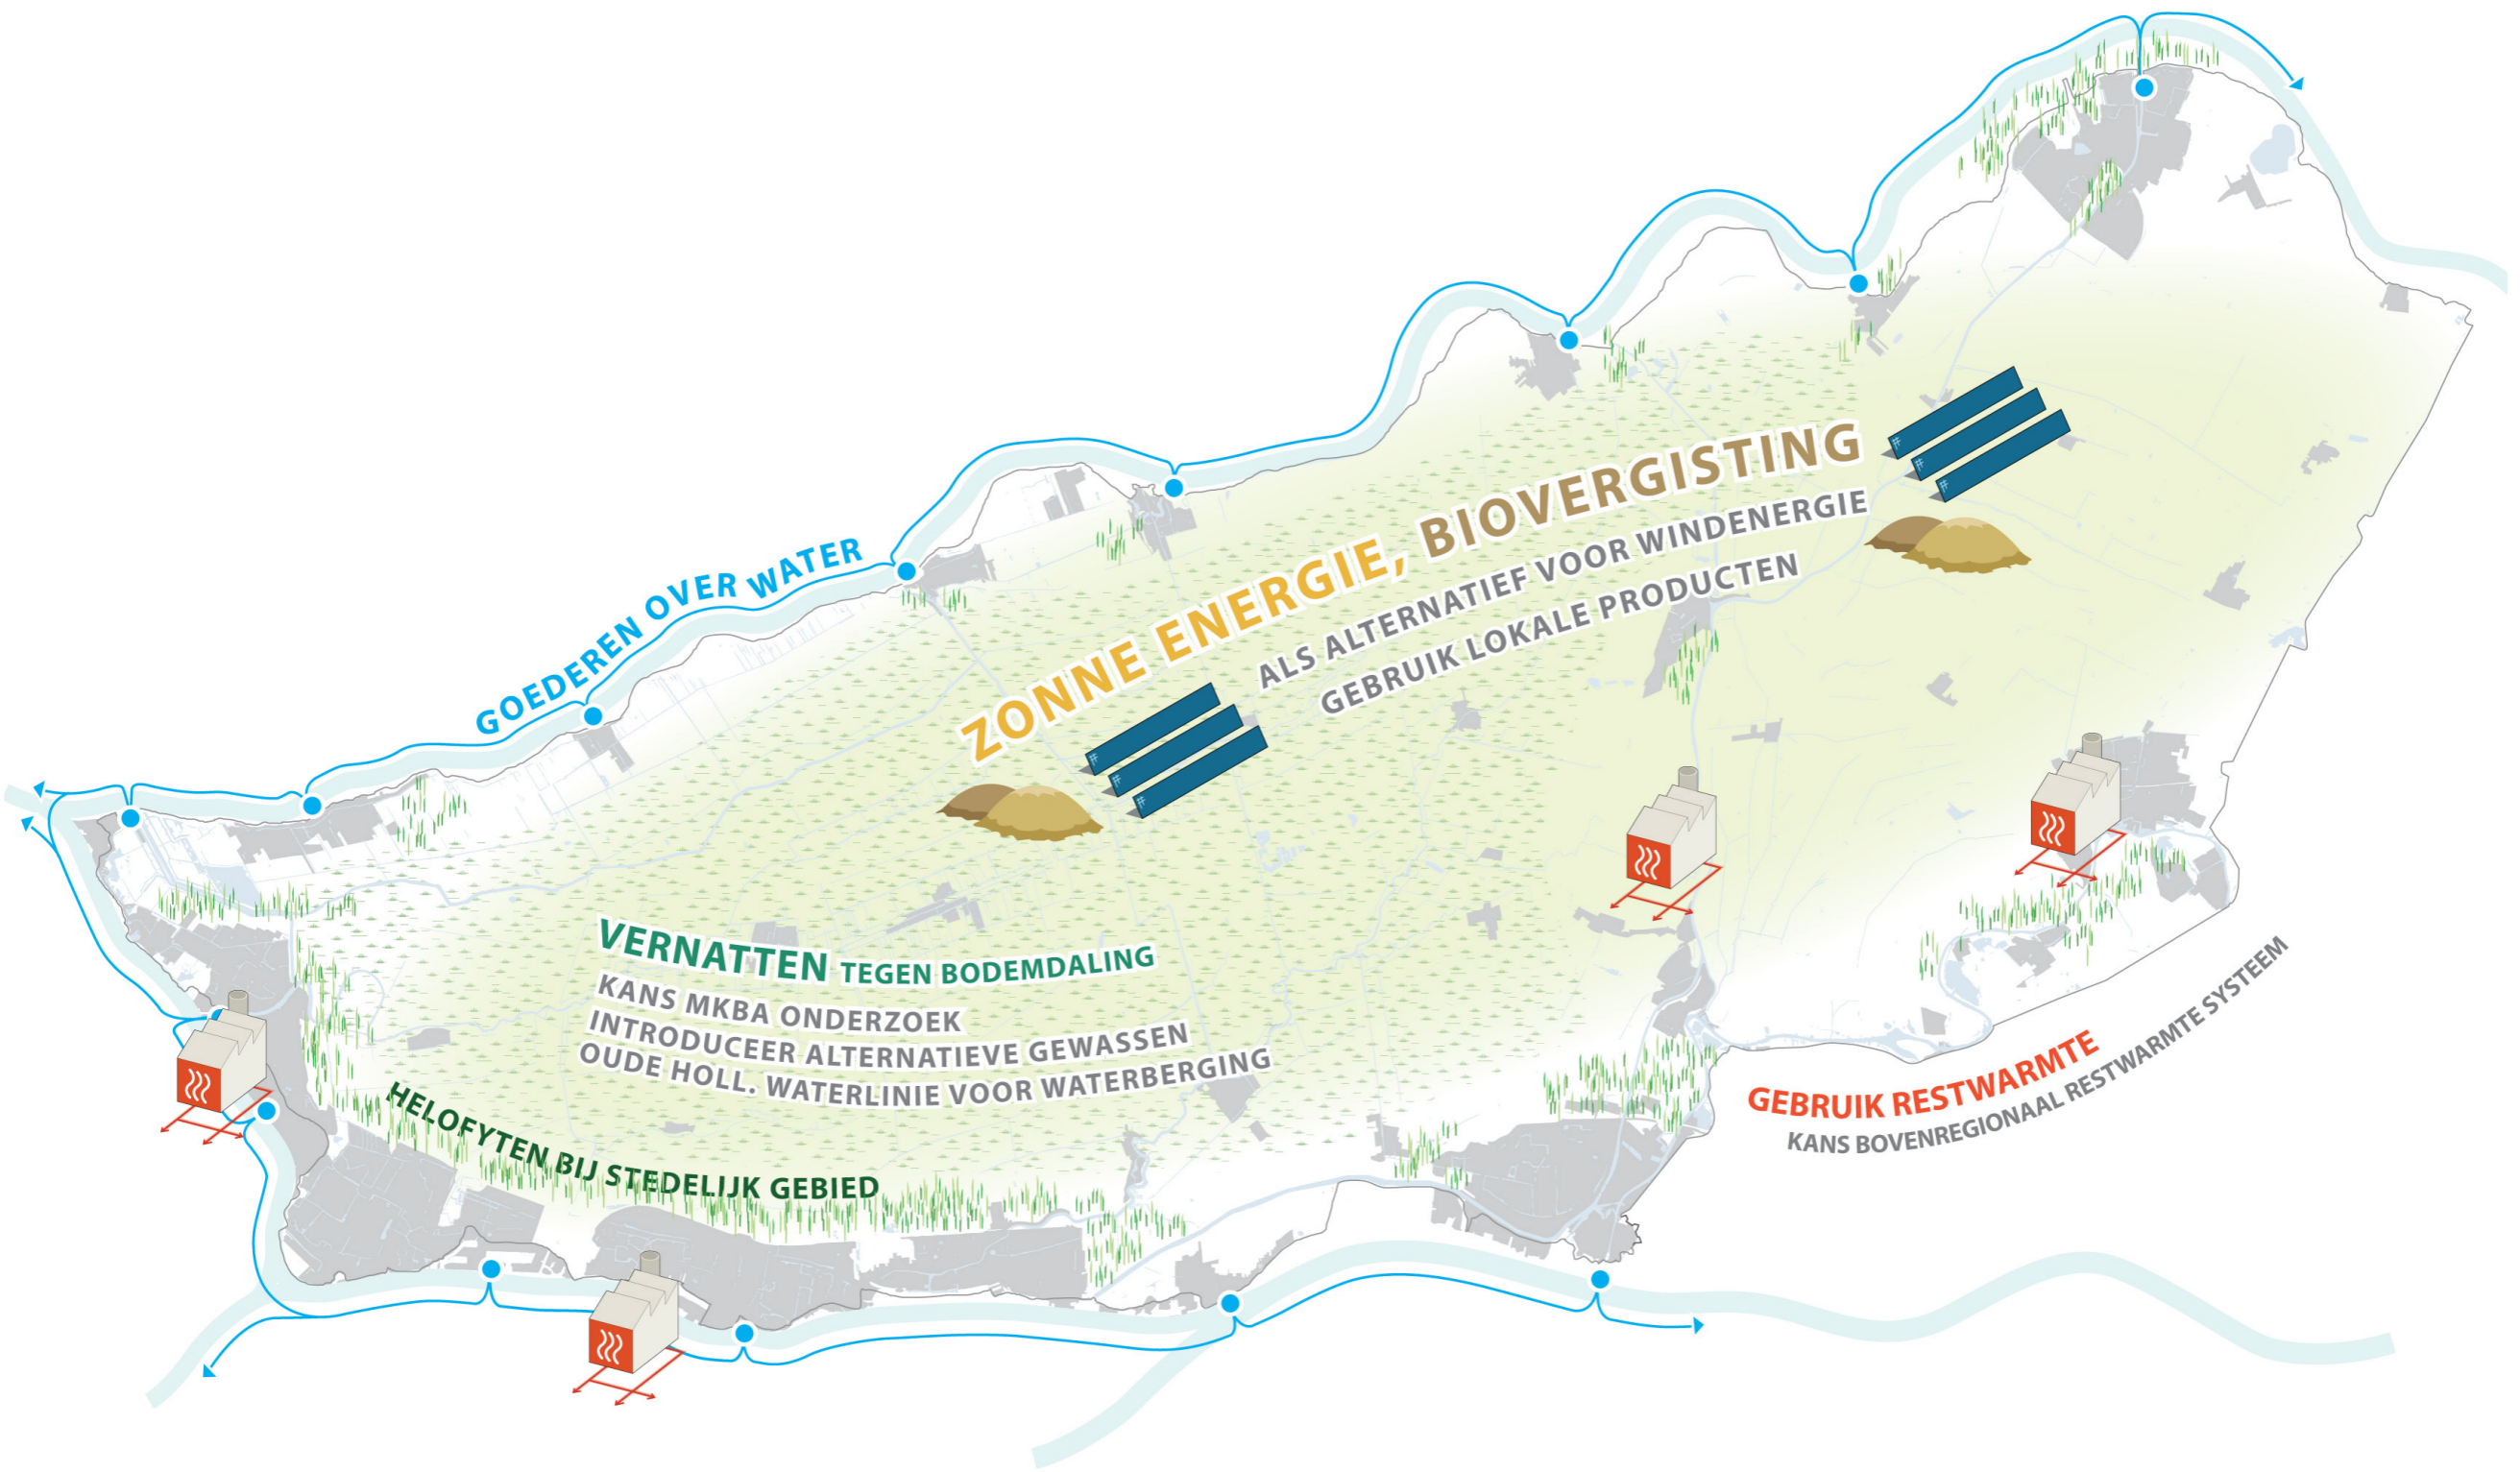 GOEDEREN OVER WATER
ZONNE ENERGIE, BIOVERGISTING
ALS ALTERNATIEF VOOR WINDENERGIE
GEBRUIK LOKALE PRODUCTEN
VERNATTEN TEGEN BODEMDALING
KANS MKBA ONDERZOEK
INTRODUCEER ALTERNATIEVE GEWASSEN
OUDE HOLL. WATERLINIE VOOR WATERBERGING
HELOFYTEN BIJ STEDELIJK GEBIED
GEBRUIK RESTWARMTE
KANS BOVENREGIONAAL RESTWARMTE SYSTEEM